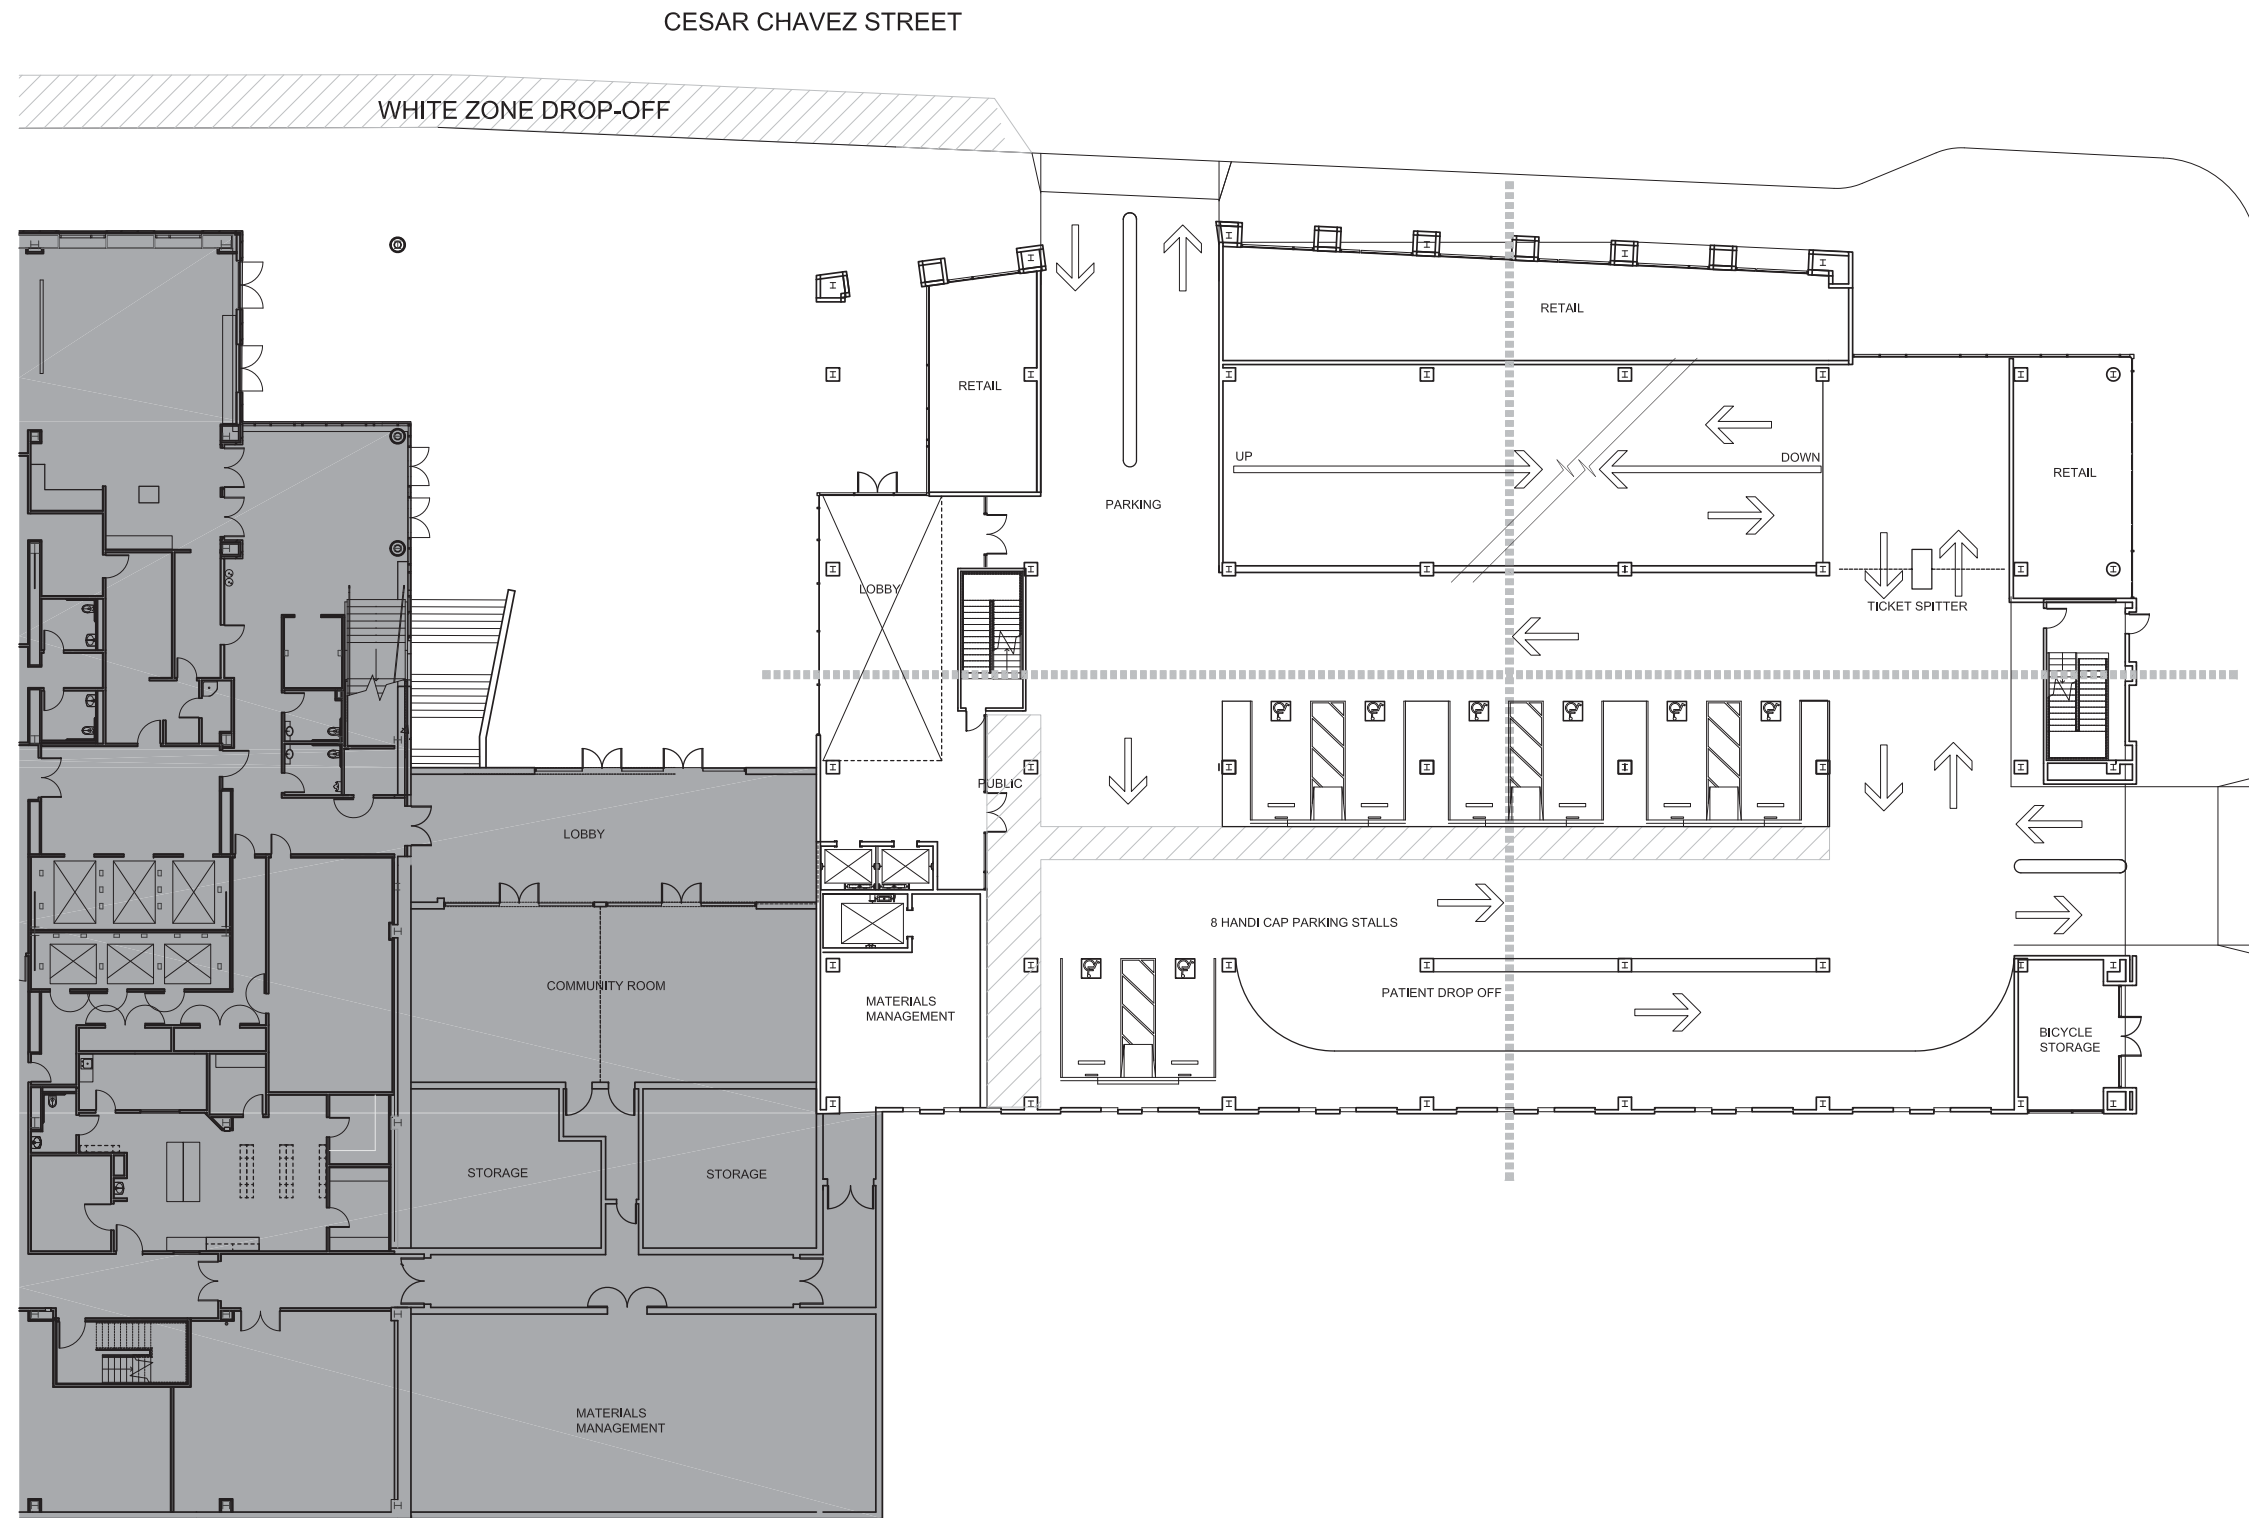 CESAR CHAVEZ STREET
WHITE ZONE DROP-OFF
RETAIL
RETAIL
UP
DOWN
RETAIL
PARKING
LOBBY
TICKET SPITTER
PUBLIC
LOBBY
8 HANDI CAP PARKING STALLS
COMMUNITY ROOM
PATIENT DROP OFF
MATERIALS
MANAGEMENT
BICYCLE
STORAGE
STORAGE
STORAGE
MATERIALS
MANAGEMENT